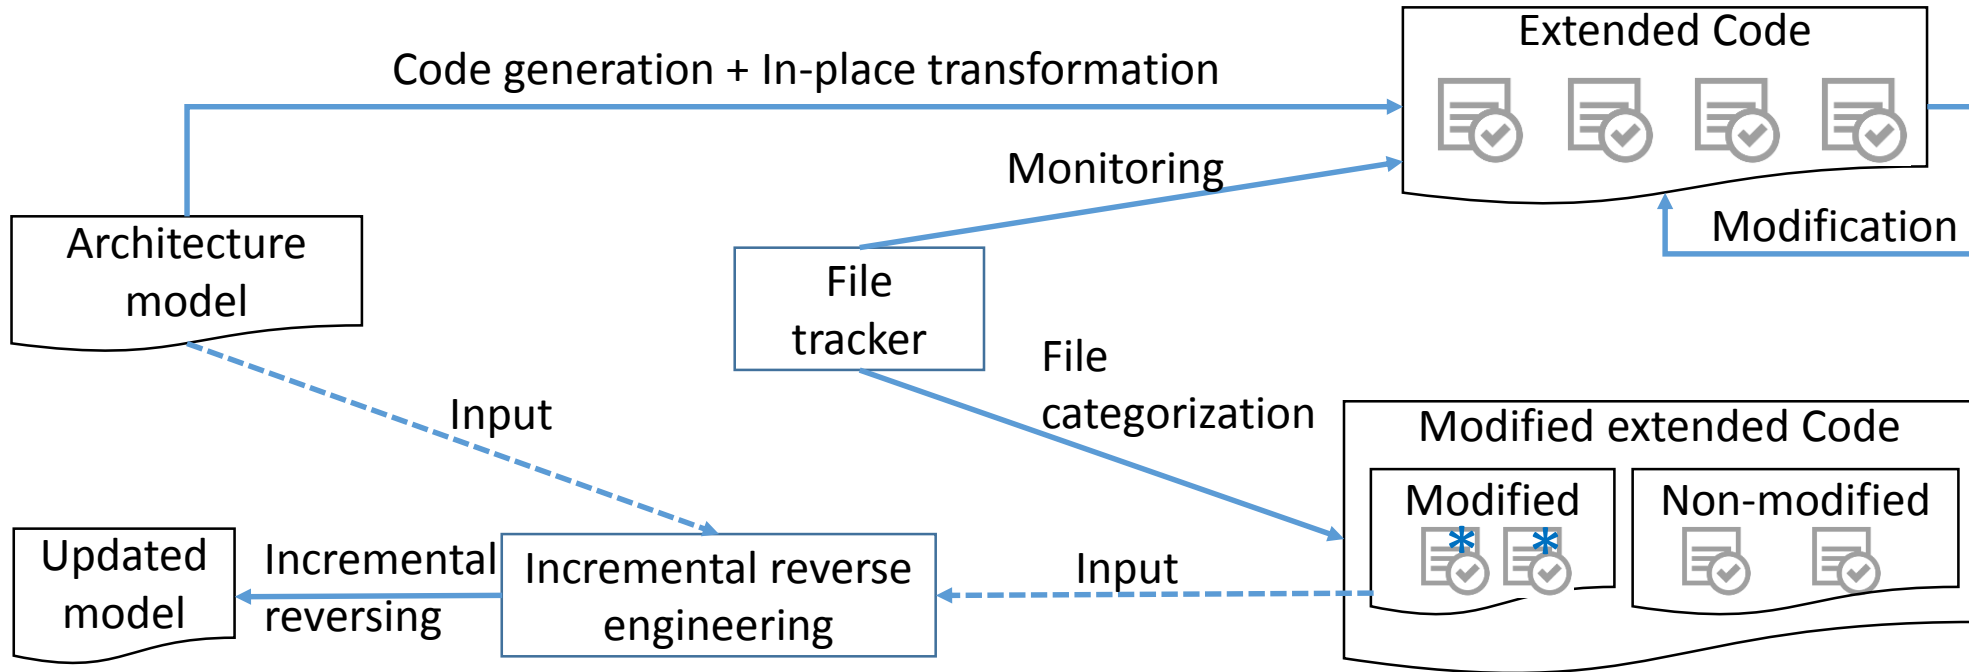 Extended Code
Code generation + In-place transformation
Monitoring
Modification
Architecture
model
File
tracker
File
categorization
Input
Modified extended Code
Modified
Non-modified
* *
Updated
model
Incremental
reversing
Incremental reverse
engineering
Input